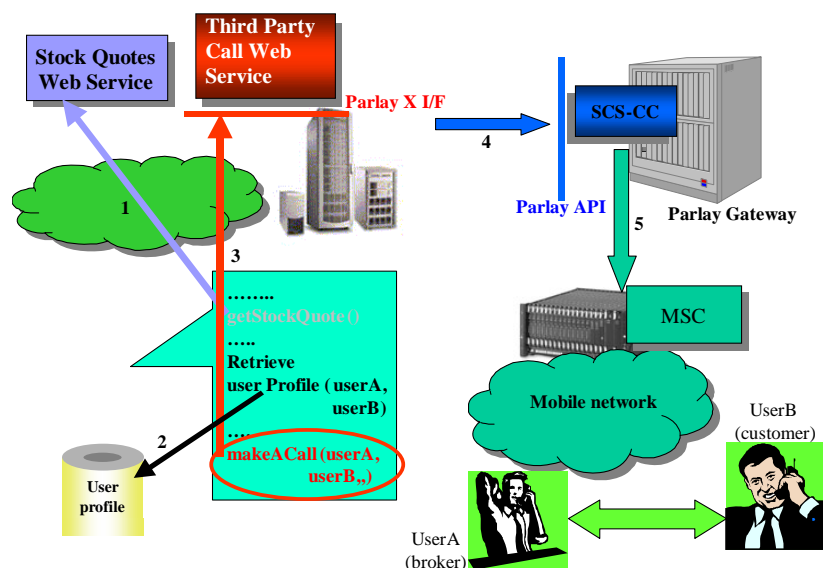 Stock Quotes
Web Service
Third Party
Call Web
Service
Parlay X I/F
4
SCS-CC
Parlay API
Parlay Gateway
1
3
5
……..
getStockQuote()
…..
Retrieve
user Profile (userA,
userB)
….
makeACall(userA,
userB,,)
2
User
profile
MSC
Mobile network
UserB
(customer)
UserA
(broker)